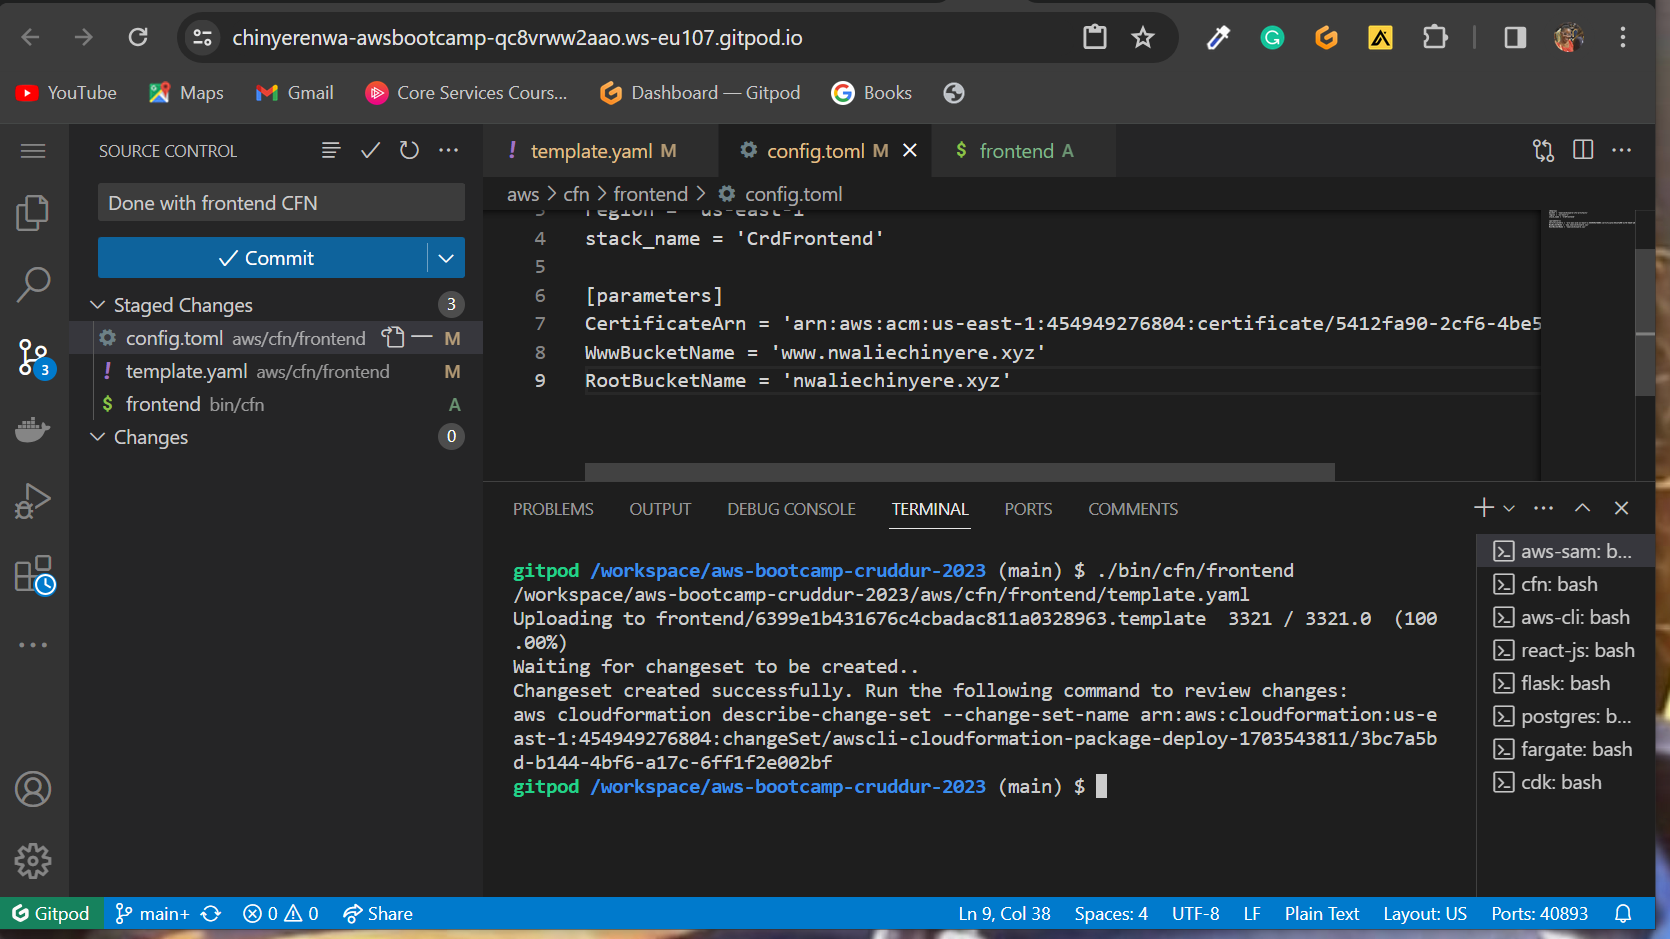 chinyerenwa-awsbootcamp-qc8vrww2aao.ws-eu107.gitpod.io
YouTube Maps Gmail Core Services Cours... Dashboard — Gitpod Books
SOURCE CONTROL
Done with frontend CFN
Commit
Staged Changes 3
config.toml aws/cfn/frontend M
template.yaml aws/cfn/frontend M
frontend bin/cfn A
Changes 0
3
template.yaml M config.toml M frontend A
aws > cfn > frontend > config.toml
3 region = 'us-east-1'
4 stack_name = 'CrdFrontend'
5
6 [parameters]
7 CertificateArn = 'arn:aws:acm:us-east-1:454949276804:certificate/5412fa90-2cf6-4be5
8 WwwBucketName = 'www.nwaliechinyere.xyz'
9 RootBucketName = 'nwaliechinyere.xyz'
PROBLEMS OUTPUT DEBUG CONSOLE TERMINAL PORTS COMMENTS
gitpod /workspace/aws-bootcamp-cruddur-2023 (main) $ ./bin/cfn/frontend
/workspace/aws-bootcamp-cruddur-2023/aws/cfn/frontend/template.yaml
Uploading to frontend/6399e1b431676c4cbadac811a0328963.template  3321 / 3321.0  (100
.00%)
Waiting for changeset to be created..
Changeset created successfully. Run the following command to review changes:
aws cloudformation describe-change-set --change-set-name arn:aws:cloudformation:us-e
ast-1:454949276804:changeSet/awscli-cloudformation-package-deploy-1703543811/3bc7a5b
d-b144-4bf6-a17c-6ff1f2e002bf
gitpod /workspace/aws-bootcamp-cruddur-2023 (main) $
aws-sam: b...
cfn: bash
aws-cli: bash
react-js: bash
flask: bash
postgres: b...
fargate: bash
cdk: bash
Gitpod main+ 0 0 Share Ln 9, Col 38 Spaces: 4 UTF-8 LF Plain Text Layout: US Ports: 40893